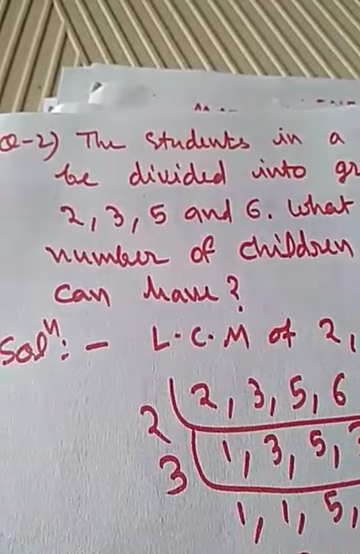 Q-2) The students in a
be divided into gr
2, 3, 5 and 6. What
number of children
can have?
Solⁿ:- L.C.M of 2,
2 2, 3, 5, 6
3 1, 3, 5,
1, 1, 5,